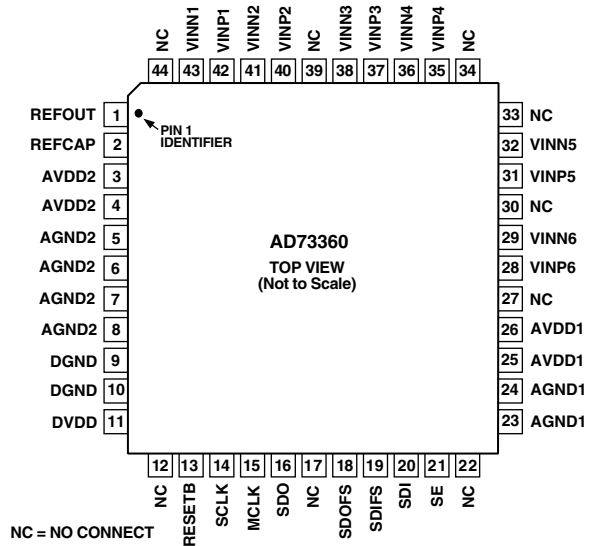 NC VINN1 VINP1 VINN2 VINP2 NC VINN3 VINP3 VINN4 VINP4 NC
44 43 42 41 40 39 38 37 36 35 34
REFOUT 1
REFCAP 2
AVDD2 3
AVDD2 4
AGND2 5
AGND2 6
AGND2 7
AGND2 8
DGND 9
DGND 10
DVDD 11
PIN 1
IDENTIFIER
AD73360
TOP VIEW
(Not to Scale)
33 NC
32 VINN5
31 VINP5
30 NC
29 VINN6
28 VINP6
27 NC
26 AVDD1
25 AVDD1
24 AGND1
23 AGND1
12 13 14 15 16 17 18 19 20 21 22
NC RESETB SCLK MCLK SDO NC SDOFS SDIFS SDI SE NC
NC = NO CONNECT